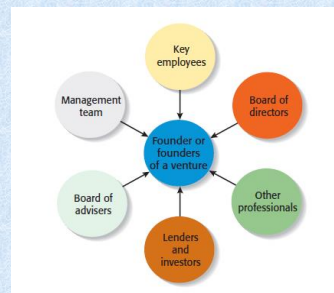 Key
employees
Management
team
Board of
directors
Founder or
founders
of a venture
Board of
advisers
Other
professionals
Lenders
and
investors